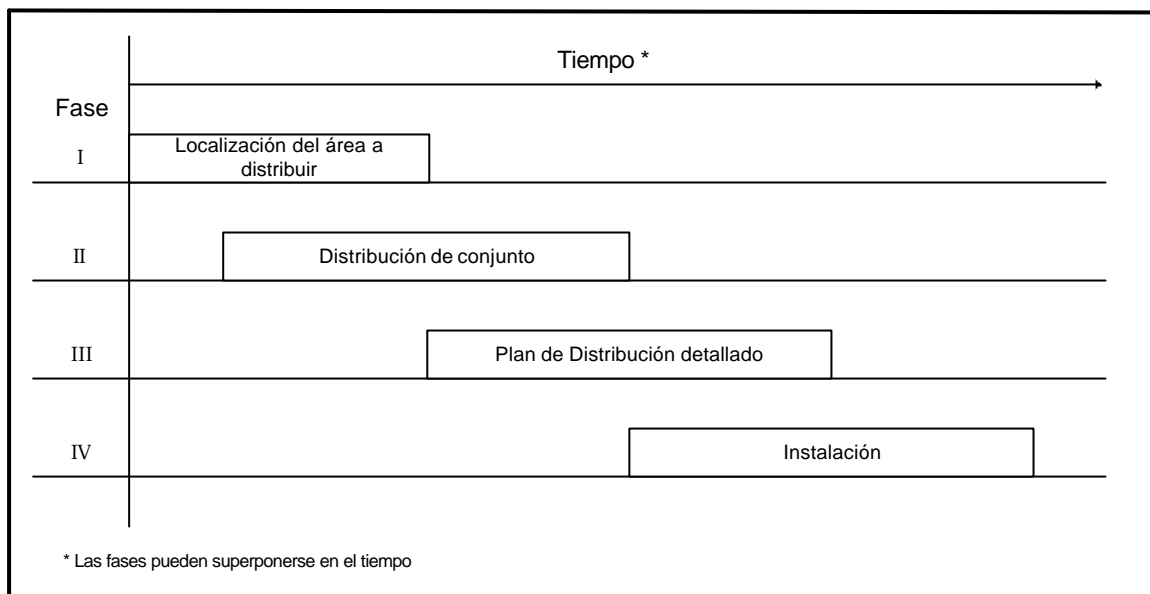 Tiempo *
Fase
I
Localización del área a
distribuir
II
Distribución de conjunto
III
Plan de Distribución detallado
IV
Instalación
* Las fases pueden superponerse en el tiempo